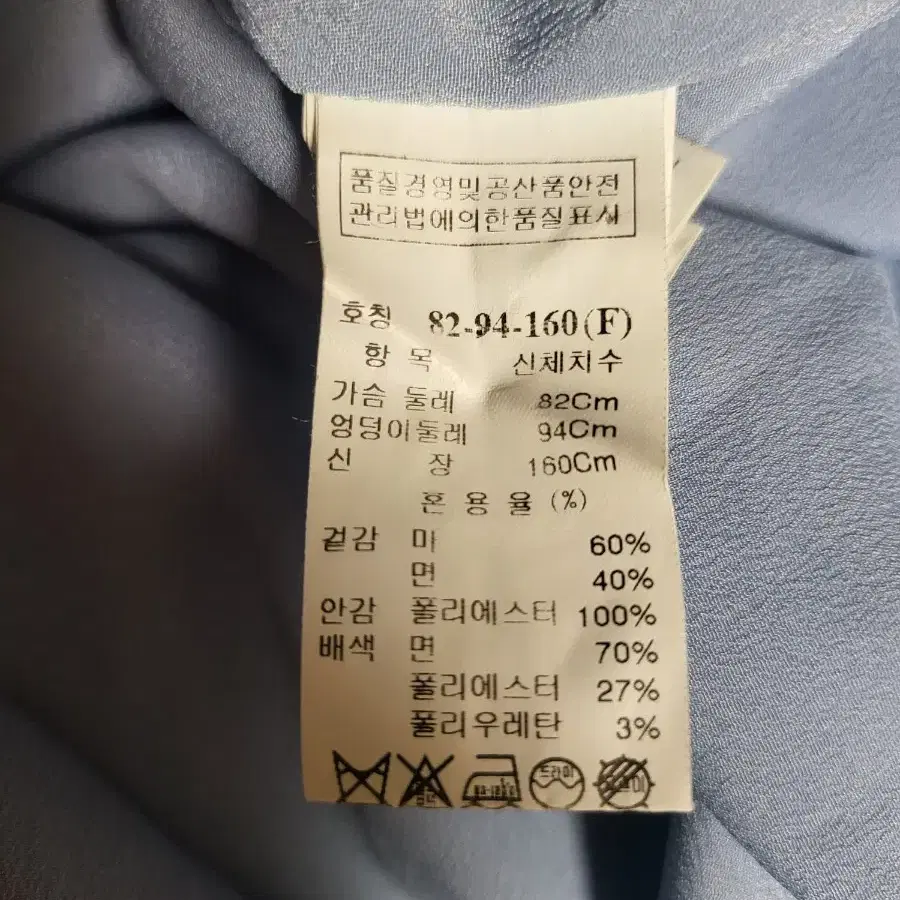 품질경영및공산품안전
관리법에의한품질표시
호칭 82-94-160(F)
항 목 신체치수
가슴 둘레 82Cm
엉덩이둘레 94Cm
신 장 160Cm
혼 용 율 (%)
겉감 마 60%
면 40%
안감 폴리에스터 100%
배색 면 70%
폴리에스터 27%
폴리우레탄 3%
드라이